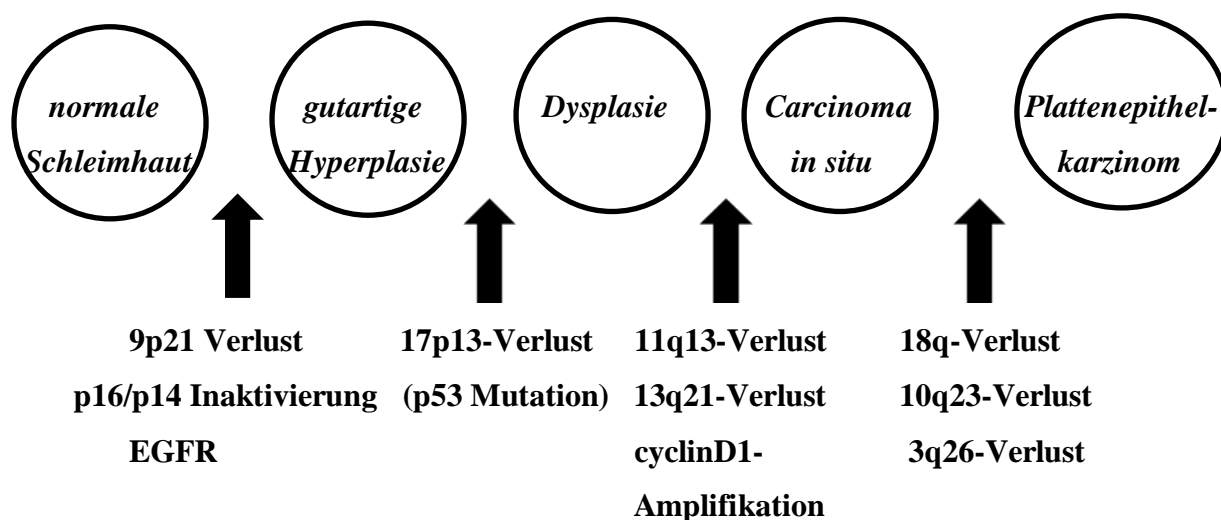 normale
Schleimhaut
gutartige
Hyperplasie
Dysplasie
Carcinoma
in situ
Plattenepithel-
karzinom
9p21 Verlust
p16/p14 Inaktivierung
EGFR
17p13-Verlust
(p53 Mutation)
11q13-Verlust
13q21-Verlust
cyclinD1-
Amplifikation
18q-Verlust
10q23-Verlust
3q26-Verlust